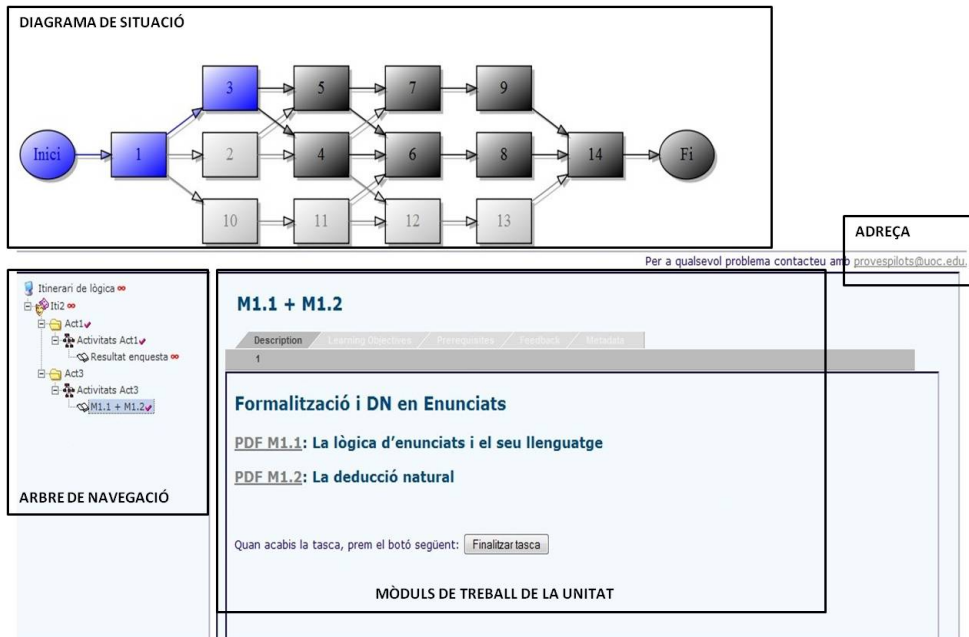 DIAGRAMA DE SITUACIÓ
3 5 7 9
Inici 1 2 4 6 8 14 Fi
10 11 12 13
ADREÇA
Per a qualsevol problema contacteu amb provespilots@uoc.edu.
Itinerari de lògica
Iti2
Act1
Activitats Act1
Resultat enquesta
Act3
Activitats Act3
M1.1 + M1.2
ARBRE DE NAVEGACIÓ
M1.1 + M1.2
Description Learning Objectives Prerequisites Feedback Metadata
1
Formalització i DN en Enunciats
PDF M1.1: La lògica d'enunciats i el seu llenguatge
PDF M1.2: La deducció natural
Quan acabis la tasca, prem el botó següent: Finalitzar tasca
MÒDULS DE TREBALL DE LA UNITAT